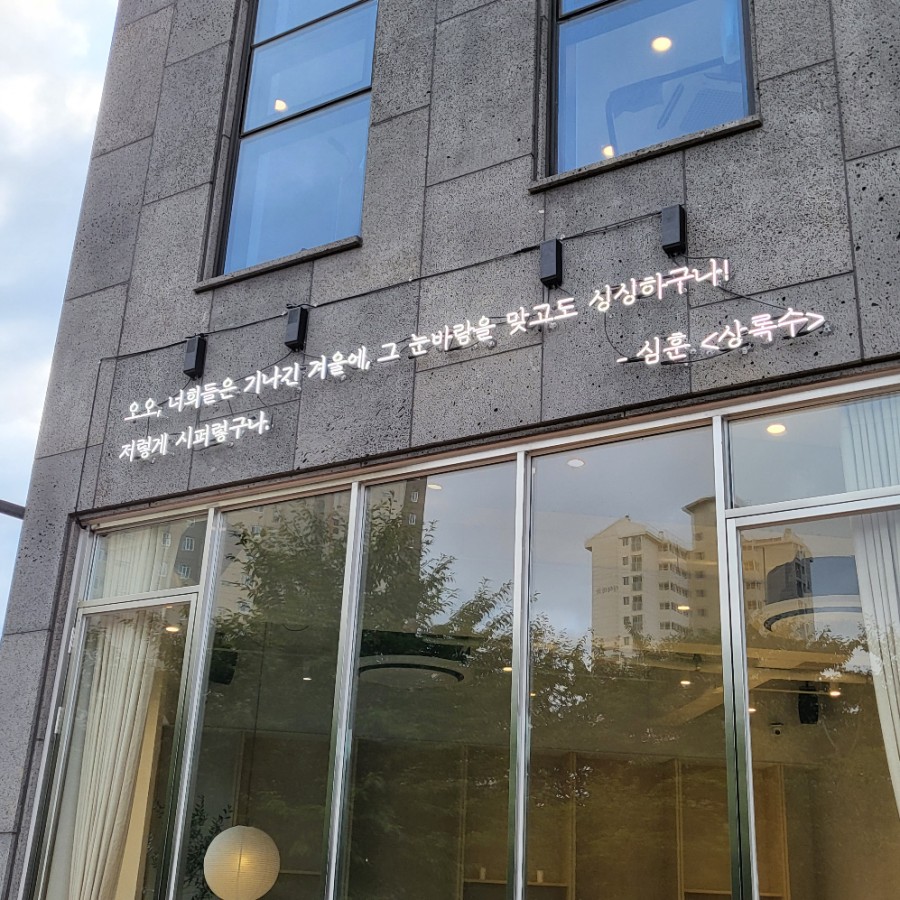 오오, 너희들은 기나긴 겨울에, 그 눈바람을 맞고도 싱싱하구나!
저렇게 시퍼렇구나.
- 심훈 <상록수>